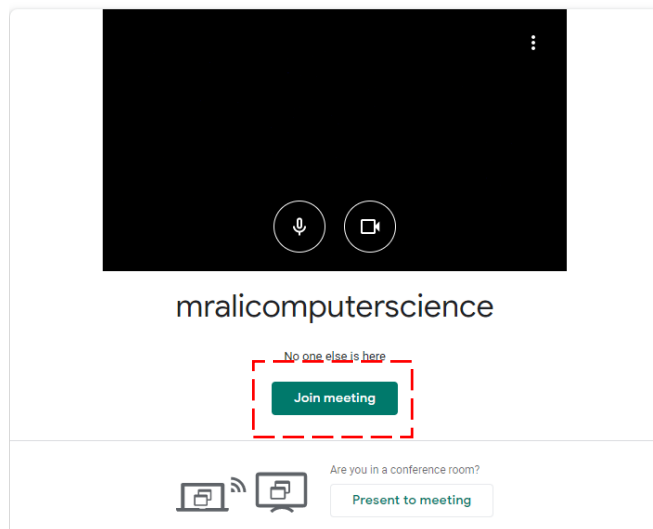 mralicomputerscience
No one else is here
Join meeting
Are you in a conference room?
Present to meeting